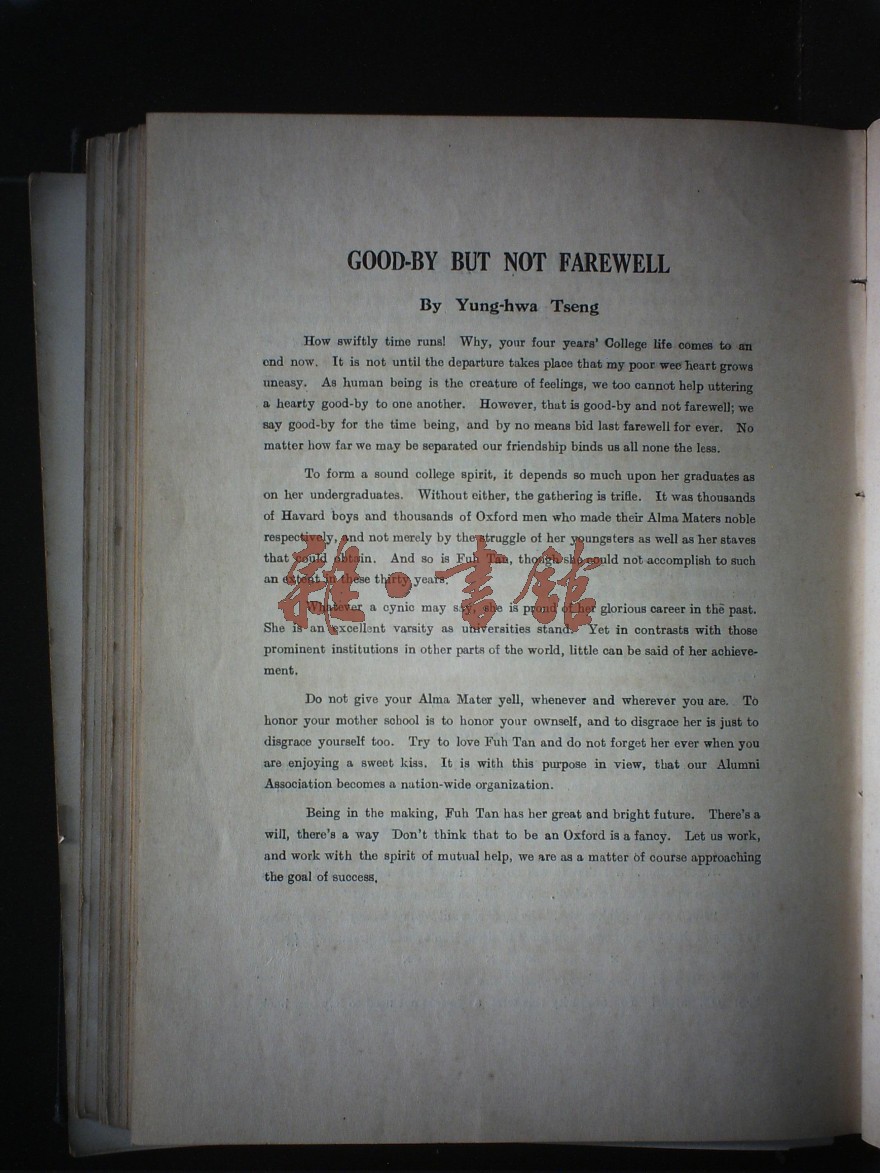 GOOD-BY BUT NOT FAREWELL
By Yung-hwa Tseng
How swiftly time runs! Why, your four years' College life comes to an
end now. It is not until the departure takes place that my poor wee heart grows
uneasy. As human being is the creature of feelings, we too cannot help uttering
a hearty good-by to one another. However, that is good-by and not farewell; we
say good-by for the time being, and by no means bid last farewell for ever. No
matter how far we may be separated our friendship binds us all none the less.
To form a sound college spirit, it depends so much upon her graduates as
on her undergraduates. Without either, the gathering is trifle. It was thousands
of Havard boys and thousands of Oxford men who made their Alma Maters noble
respectively, and not merely by the struggle of her youngsters as well as her staves
that could obtain. And so is Fuh Tan, though she could not accomplish to such
an extent in these thirty years.
Whatever a cynic may say, she is proud of her glorious career in the past.
She is an excellent varsity as universities stand. Yet in contrasts with those
prominent institutions in other parts of the world, little can be said of her achieve-
ment.
Do not give your Alma Mater yell, whenever and wherever you are. To
honor your mother school is to honor your ownself, and to disgrace her is just to
disgrace yourself too. Try to love Fuh Tan and do not forget her ever when you
are enjoying a sweet kiss. It is with this purpose in view, that our Alumni
Association becomes a nation-wide organization.
Being in the making, Fuh Tan has her great and bright future. There's a
will, there's a way Don't think that to be an Oxford is a fancy. Let us work,
and work with the spirit of mutual help, we are as a matter of course approaching
the goal of success,
雜·書館